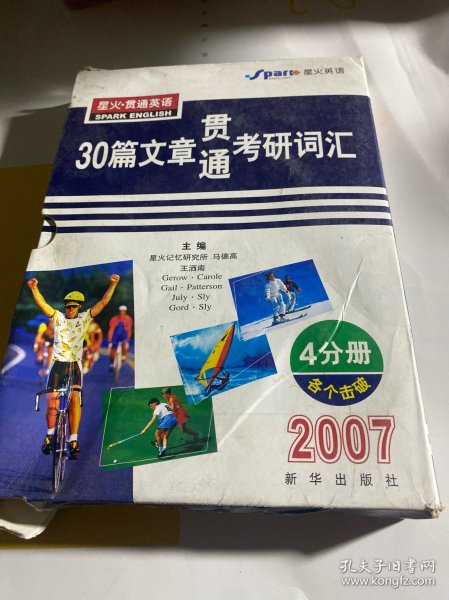 Spark 星火英语
星火·贯通英语
SPARK ENGLISH
30篇文章贯通考研词汇
主编
星火记忆研究所 马德高
王洒南
Gerow·Carole
Gail·Patterson
July·Sly
Gord·Sly
4分册
各个击破
2007
新华出版社
孔夫子旧书网
www.kongfz.com